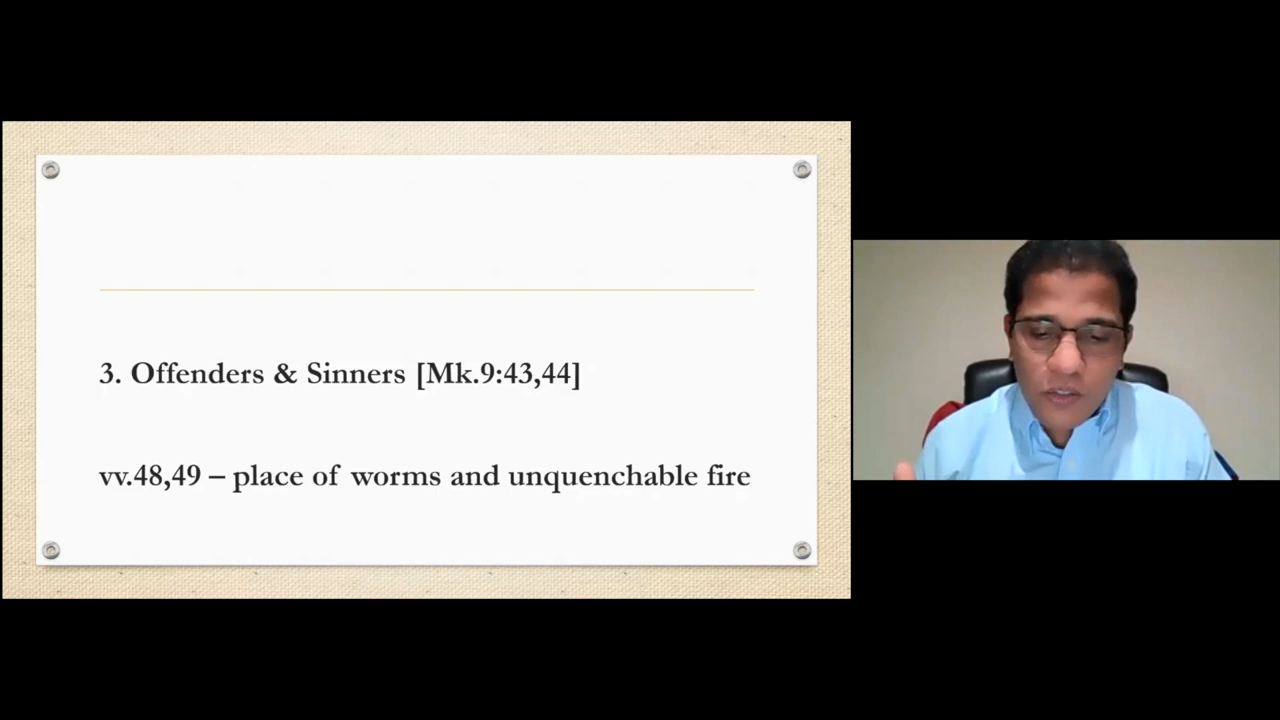 3. Offenders & Sinners [Mk.9:43,44]
vv.48,49 – place of worms and unquenchable fire